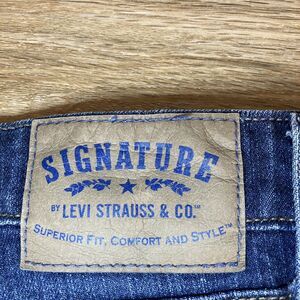 SIGNATURE
BY LEVI STRAUSS & CO.™
SUPERIOR FIT, COMFORT AND STYLE™